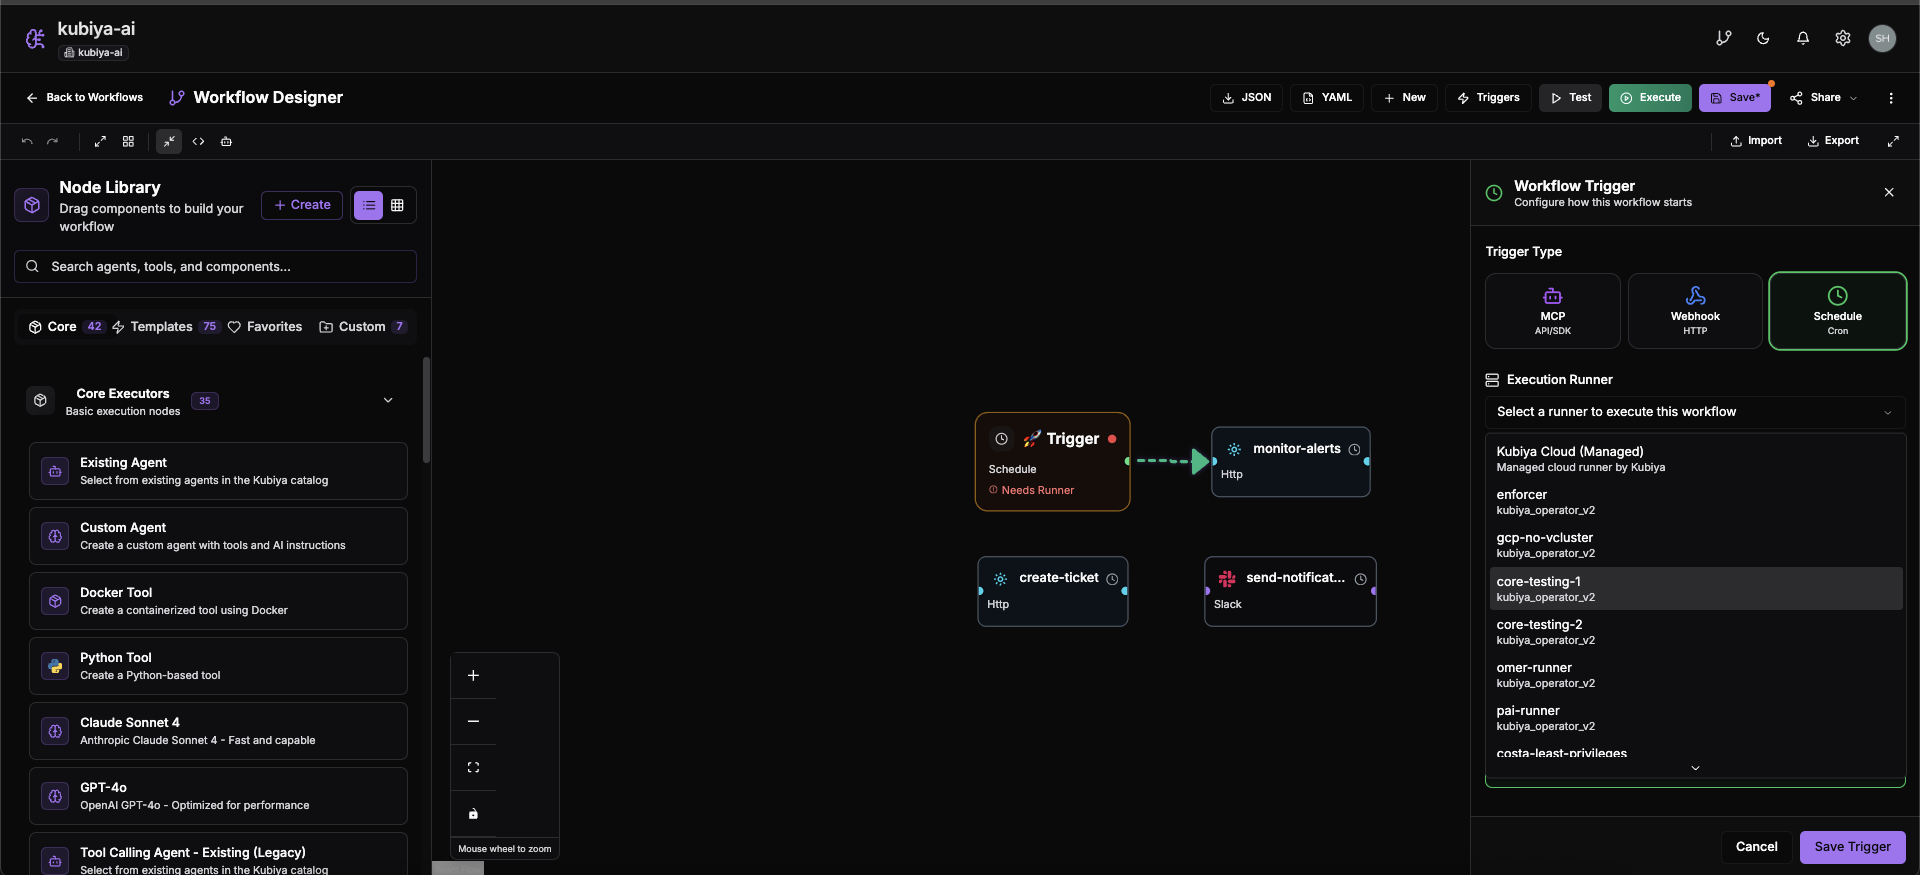 kubiya-ai
kubiya-ai
SH
Back to Workflows
Workflow Designer
JSON
YAML
New
Triggers
Test
Execute
Save*
Share
Import
Export
Node Library
Drag components to build your
workflow
Create
Search agents, tools, and components...
Core 42
Templates 75
Favorites
Custom 7
Core Executors
Basic execution nodes
35
Existing Agent
Select from existing agents in the Kubiya catalog
Custom Agent
Create a custom agent with tools and AI instructions
Docker Tool
Create a containerized tool using Docker
Python Tool
Create a Python-based tool
Claude Sonnet 4
Anthropic Claude Sonnet 4 - Fast and capable
GPT-4o
OpenAI GPT-4o - Optimized for performance
Tool Calling Agent - Existing (Legacy)
Select from existing agents in the Kubiya catalog
Trigger
Schedule
Needs Runner
monitor-alerts
Http
create-ticket
Http
send-notificat...
Slack
Mouse wheel to zoom
Workflow Trigger
Configure how this workflow starts
Trigger Type
MCP
API/SDK
Webhook
HTTP
Schedule
Cron
Execution Runner
Select a runner to execute this workflow
Kubiya Cloud (Managed)
Managed cloud runner by Kubiya
enforcer
kubiya_operator_v2
gcp-no-vcluster
kubiya_operator_v2
core-testing-1
kubiya_operator_v2
core-testing-2
kubiya_operator_v2
omer-runner
kubiya_operator_v2
pai-runner
kubiya_operator_v2
costa-least-privileges
Cancel
Save Trigger